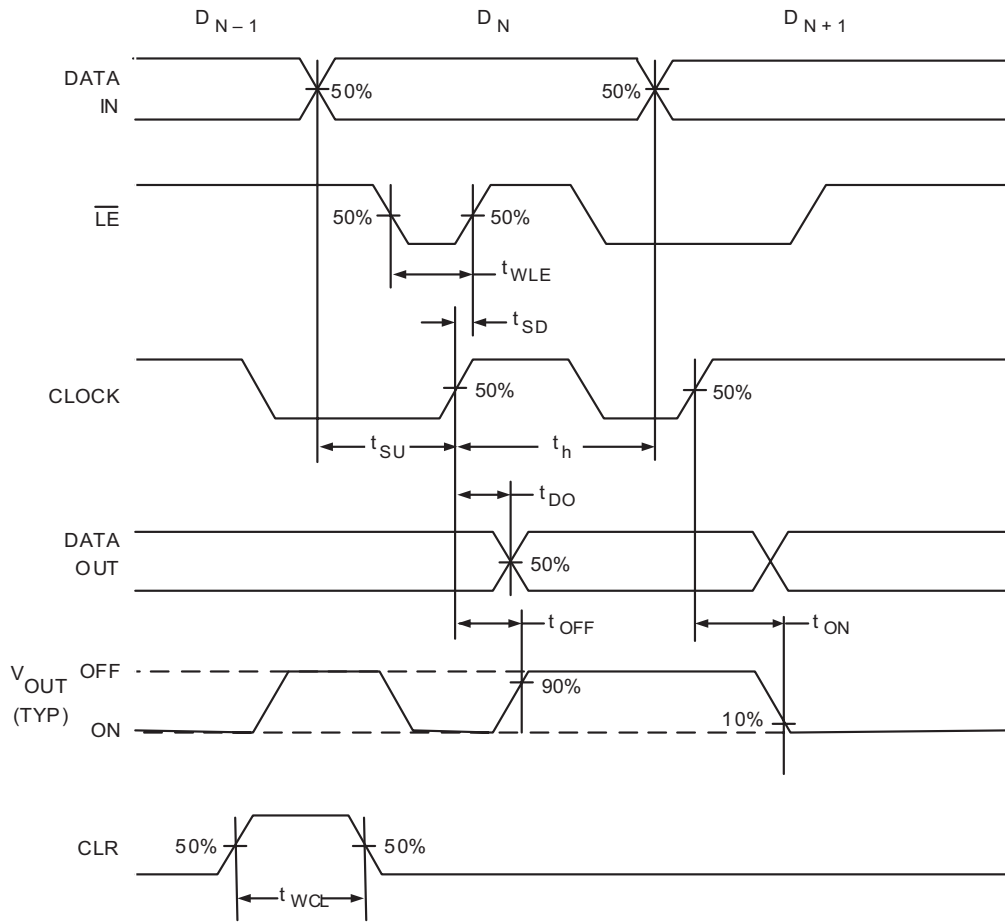 D N – 1 D N D N+1
DATA IN 50% 50%
LE 50% 50%
t WLE
t SD
CLOCK 50% 50%
t SU t h
t DO
DATA OUT 50%
t OFF t ON
V OUT (TYP) OFF 90%
ON 10%
CLR 50% 50%
t WCL